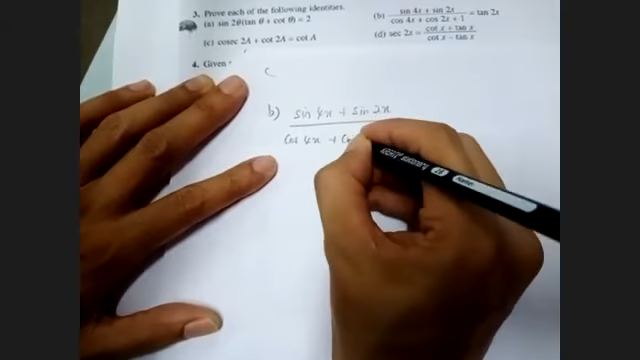 3. Prove each of the following identities.
(a) sin 2θ(tan θ + cot θ) = 2
(b) sin 4x + sin 2x / cos 4x + cos 2x + 1 = tan 2x
(c) cosec 2A + cot 2A = cot A
(d) sec 2x = cot x + tan x / cot x − tan x
4. Given
c
b) sin 4x + sin 2x
cos 4x + Co
Name: